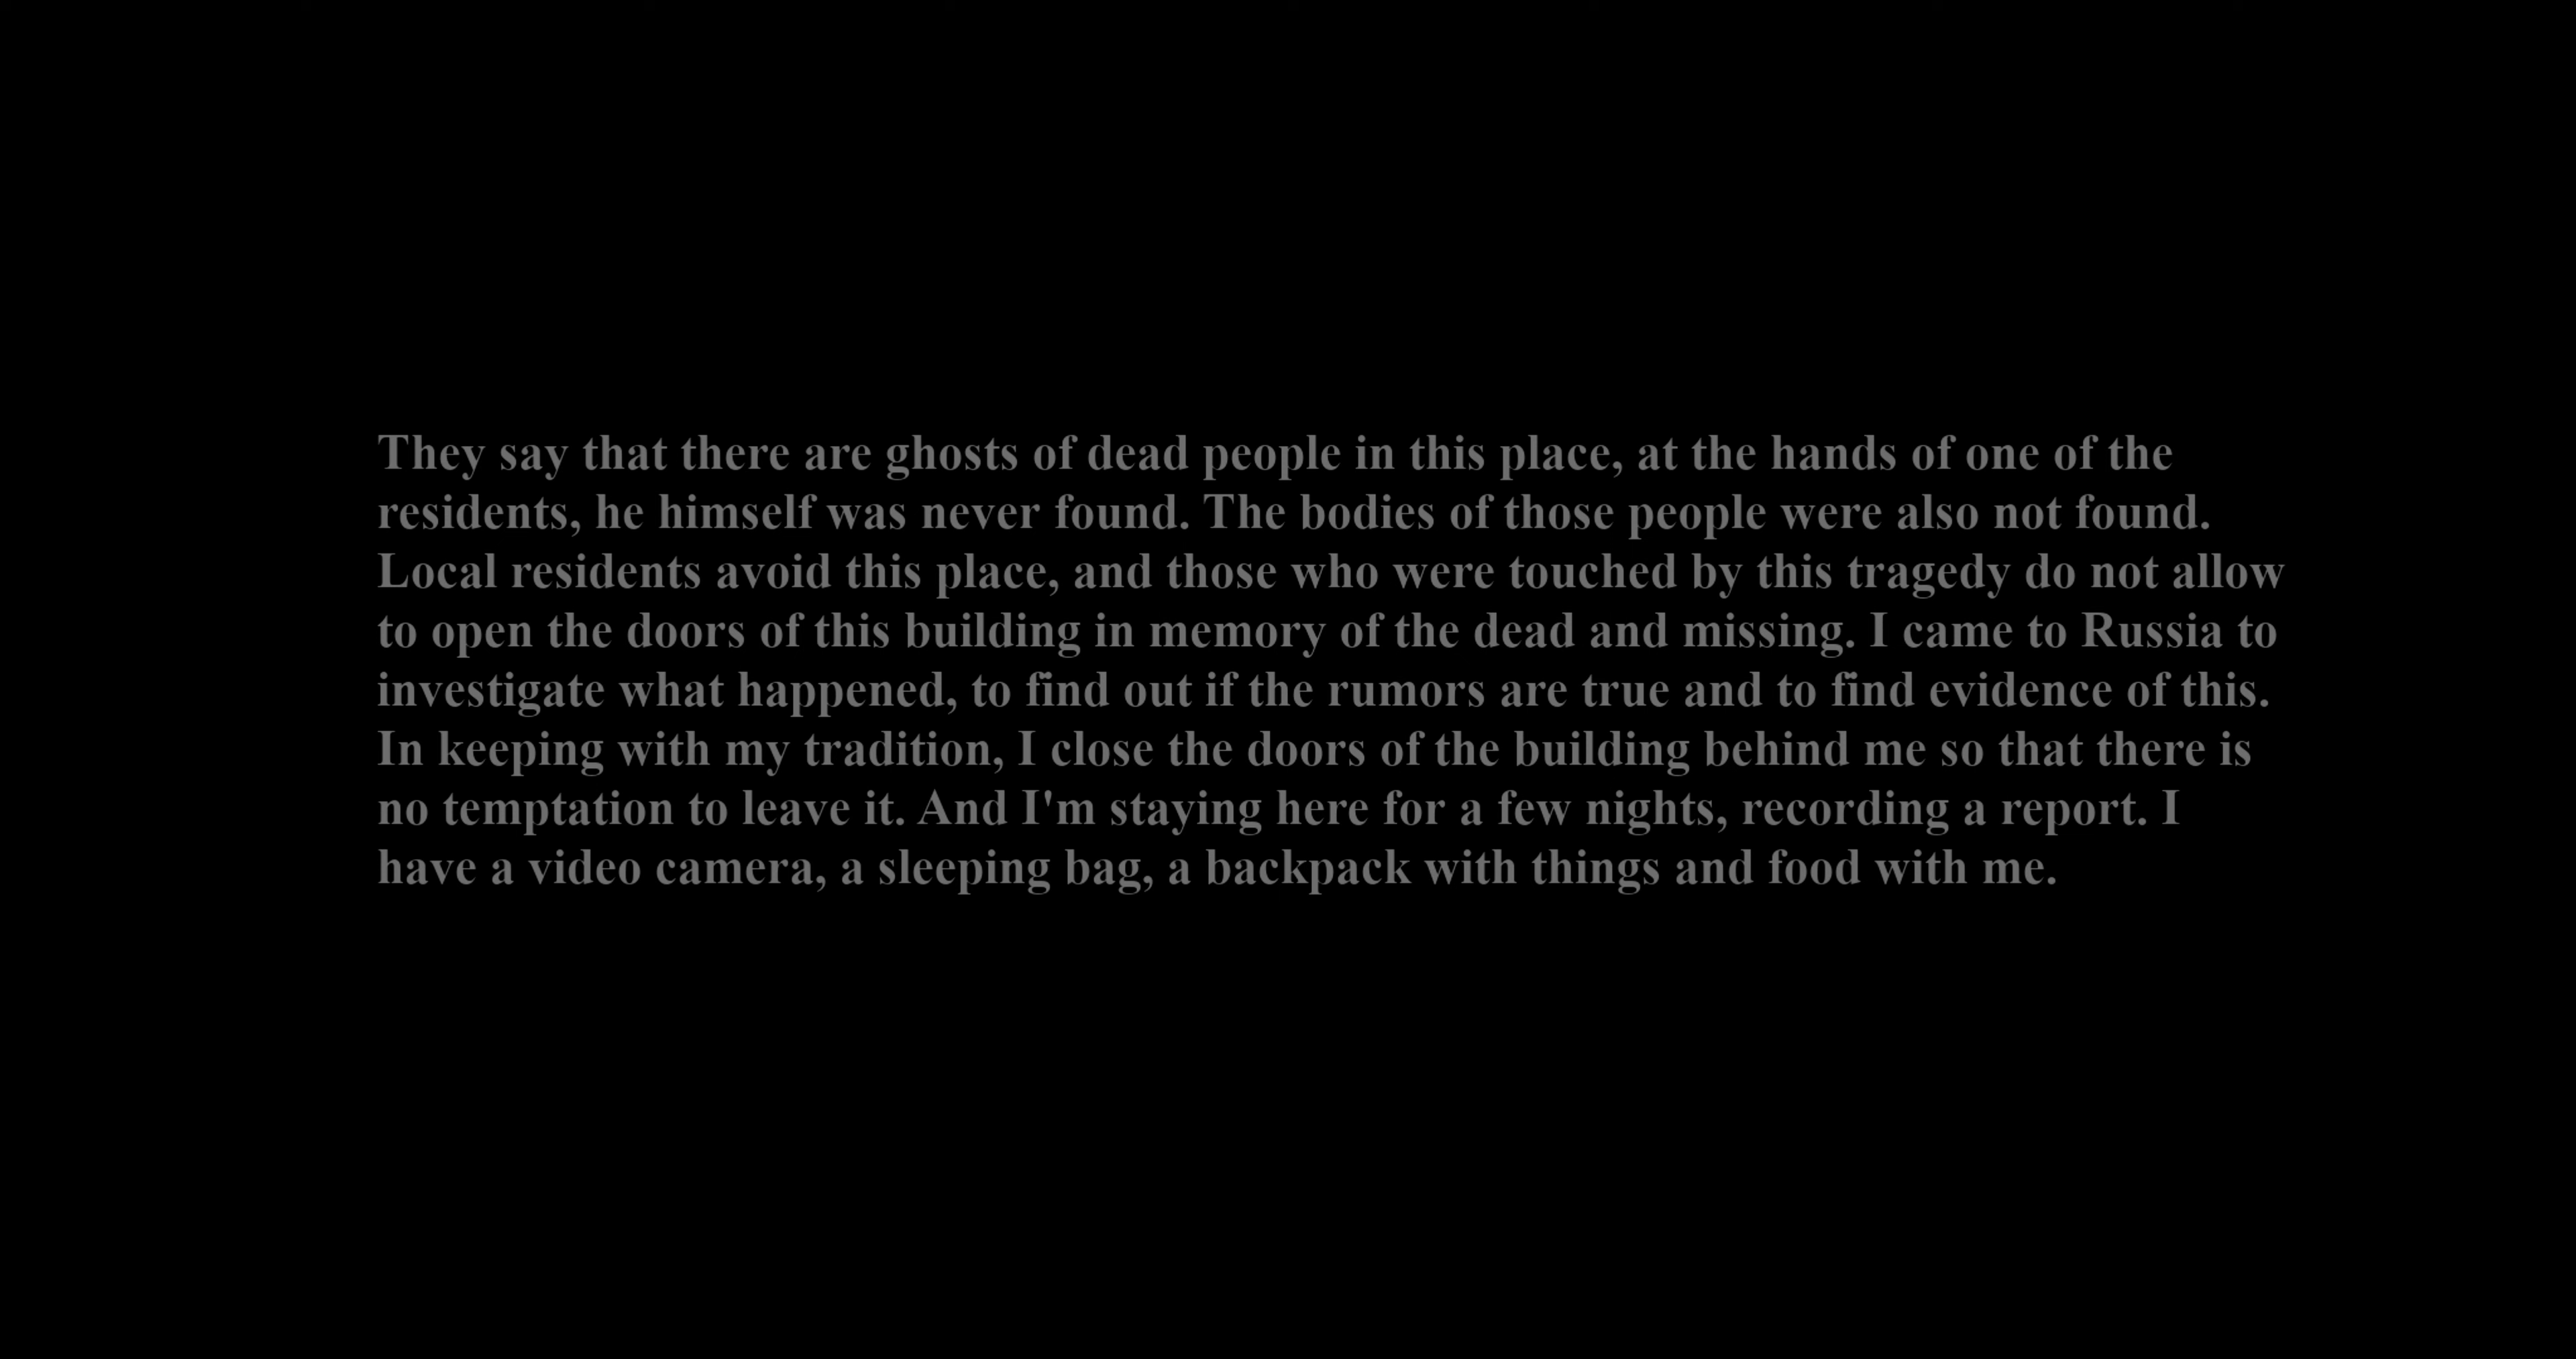 They say that there are ghosts of dead people in this place, at the hands of one of the
residents, he himself was never found. The bodies of those people were also not found.
Local residents avoid this place, and those who were touched by this tragedy do not allow
to open the doors of this building in memory of the dead and missing. I came to Russia to
investigate what happened, to find out if the rumors are true and to find evidence of this.
In keeping with my tradition, I close the doors of the building behind me so that there is
no temptation to leave it. And I'm staying here for a few nights, recording a report. I
have a video camera, a sleeping bag, a backpack with things and food with me.